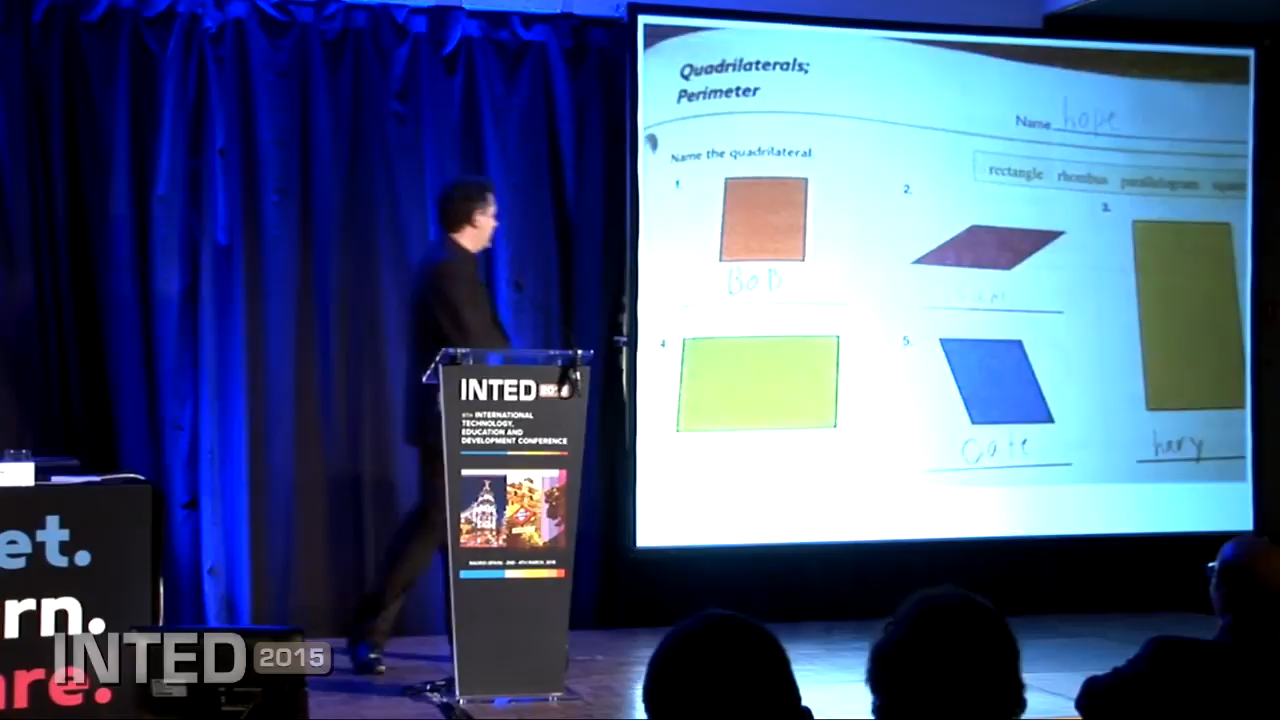 Quadrilaterals;
Perimeter
Name hope
Name the quadrilateral.
rectangle rhombus parallelogram square
1.
2.
3.
BoB
4.
5.
Cate
hary
INTED
INTERNATIONAL
TECHNOLOGY,
EDUCATION AND
DEVELOPMENT CONFERENCE
et.
rn.
are.
INTED 2015